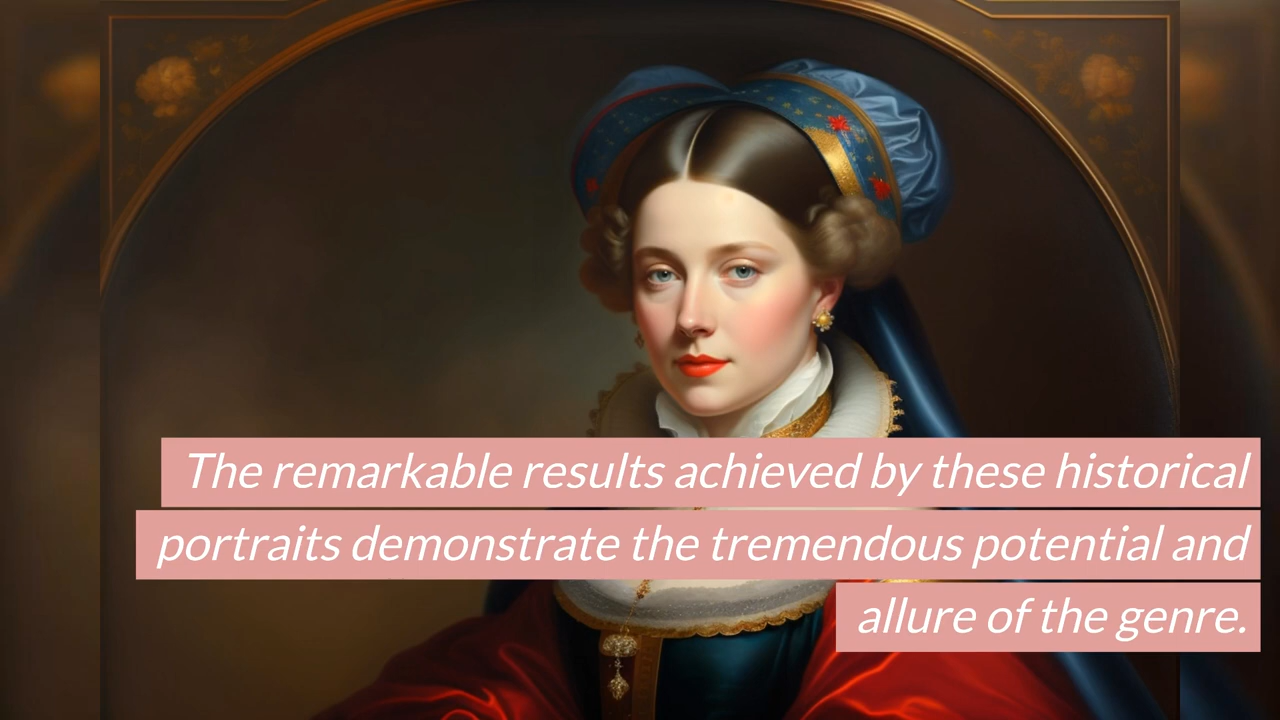 The remarkable results achieved by these historical
portraits demonstrate the tremendous potential and
allure of the genre.